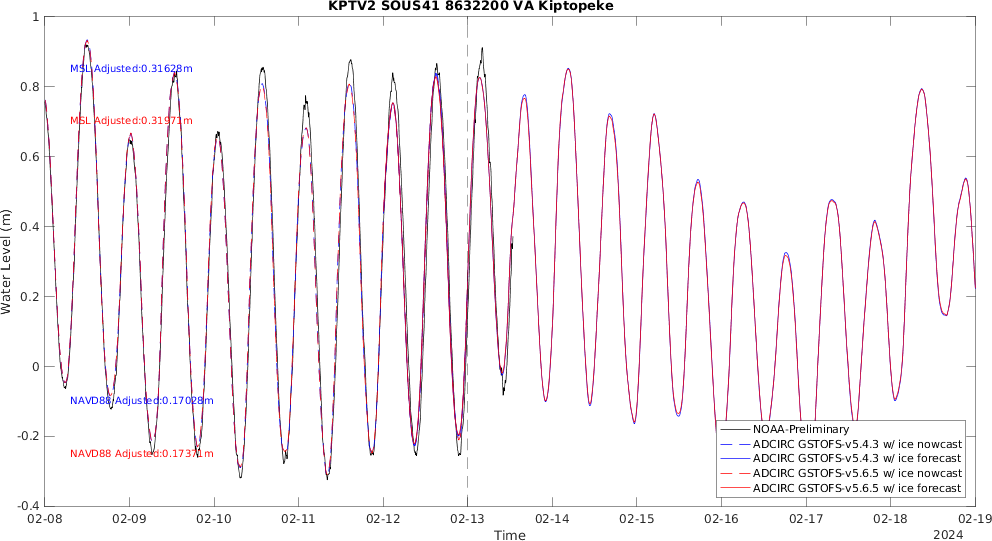 KPTV2 SOUS41 8632200 VA Kiptopeke
1
0.8
0.6
0.4
0.2
0
-0.2
-0.4
Water Level (m)
MSL Adjusted:0.31628m
MSL Adjusted:0.31971m
NAVD88 Adjusted:0.17028m
NAVD88 Adjusted:0.17371m
NOAA-Preliminary
ADCIRC GSTOFS-v5.4.3 w/ ice nowcast
ADCIRC GSTOFS-v5.4.3 w/ ice forecast
ADCIRC GSTOFS-v5.6.5 w/ ice nowcast
ADCIRC GSTOFS-v5.6.5 w/ ice forecast
02-08 02-09 02-10 02-11 02-12 02-13 02-14 02-15 02-16 02-17 02-18 02-19
Time
2024